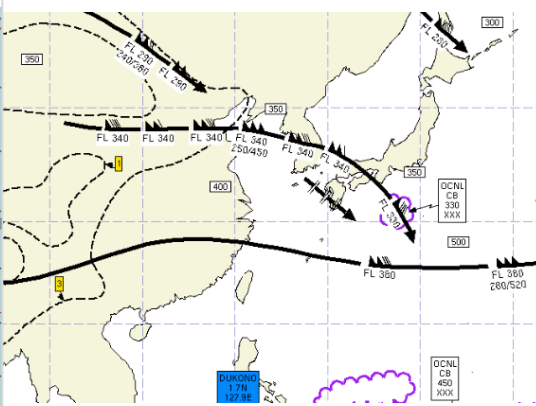 300
FL 280
350
FL 290
240/380
FL 290
350
FL 340
FL 340
FL 340
FL 340
250/450
FL 340
FL 340
1
350
400
OCNL
CB
330
XXX
FL 330
500
FL 380
FL 380
280/520
3
DUKONO
1.7N
127.9E
OCNL
CB
450
XXX